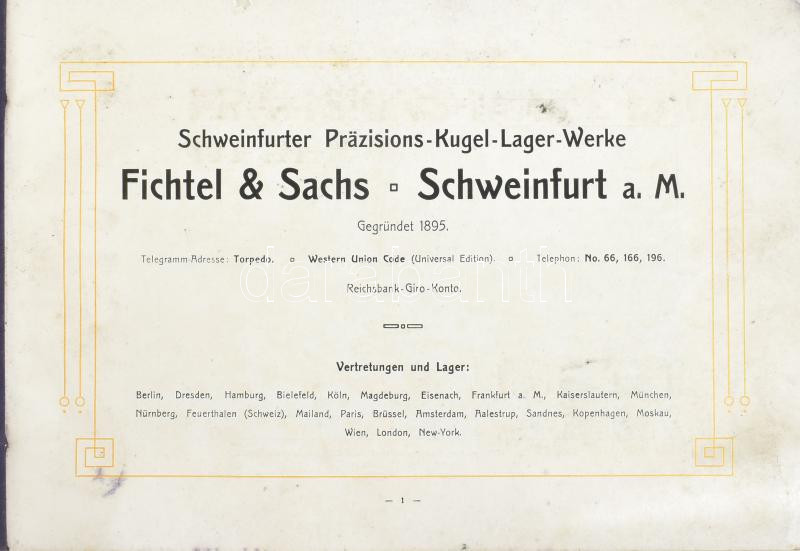 Schweinfurter Präzisions-Kugel-Lager-Werke
Fichtel & Sachs ▫ Schweinfurt a. M.
Gegründet 1895.
Telegramm-Adresse: Torpedo. ▫ Western Union Code (Universal Edition). ▫ Telephon: No. 66, 166, 196.
darabanth
Reichsbank-Giro-Konto.
Vertretungen und Lager:
Berlin, Dresden, Hamburg, Bielefeld, Köln, Magdeburg, Eisenach, Frankfurt a. M., Kaiserslautern, München,
Nürnberg, Feuerthalen (Schweiz), Mailand, Paris, Brüssel, Amsterdam, Aalestrup, Sandnes, Kopenhagen, Moskau,
Wien, London, New-York.
— 1 —